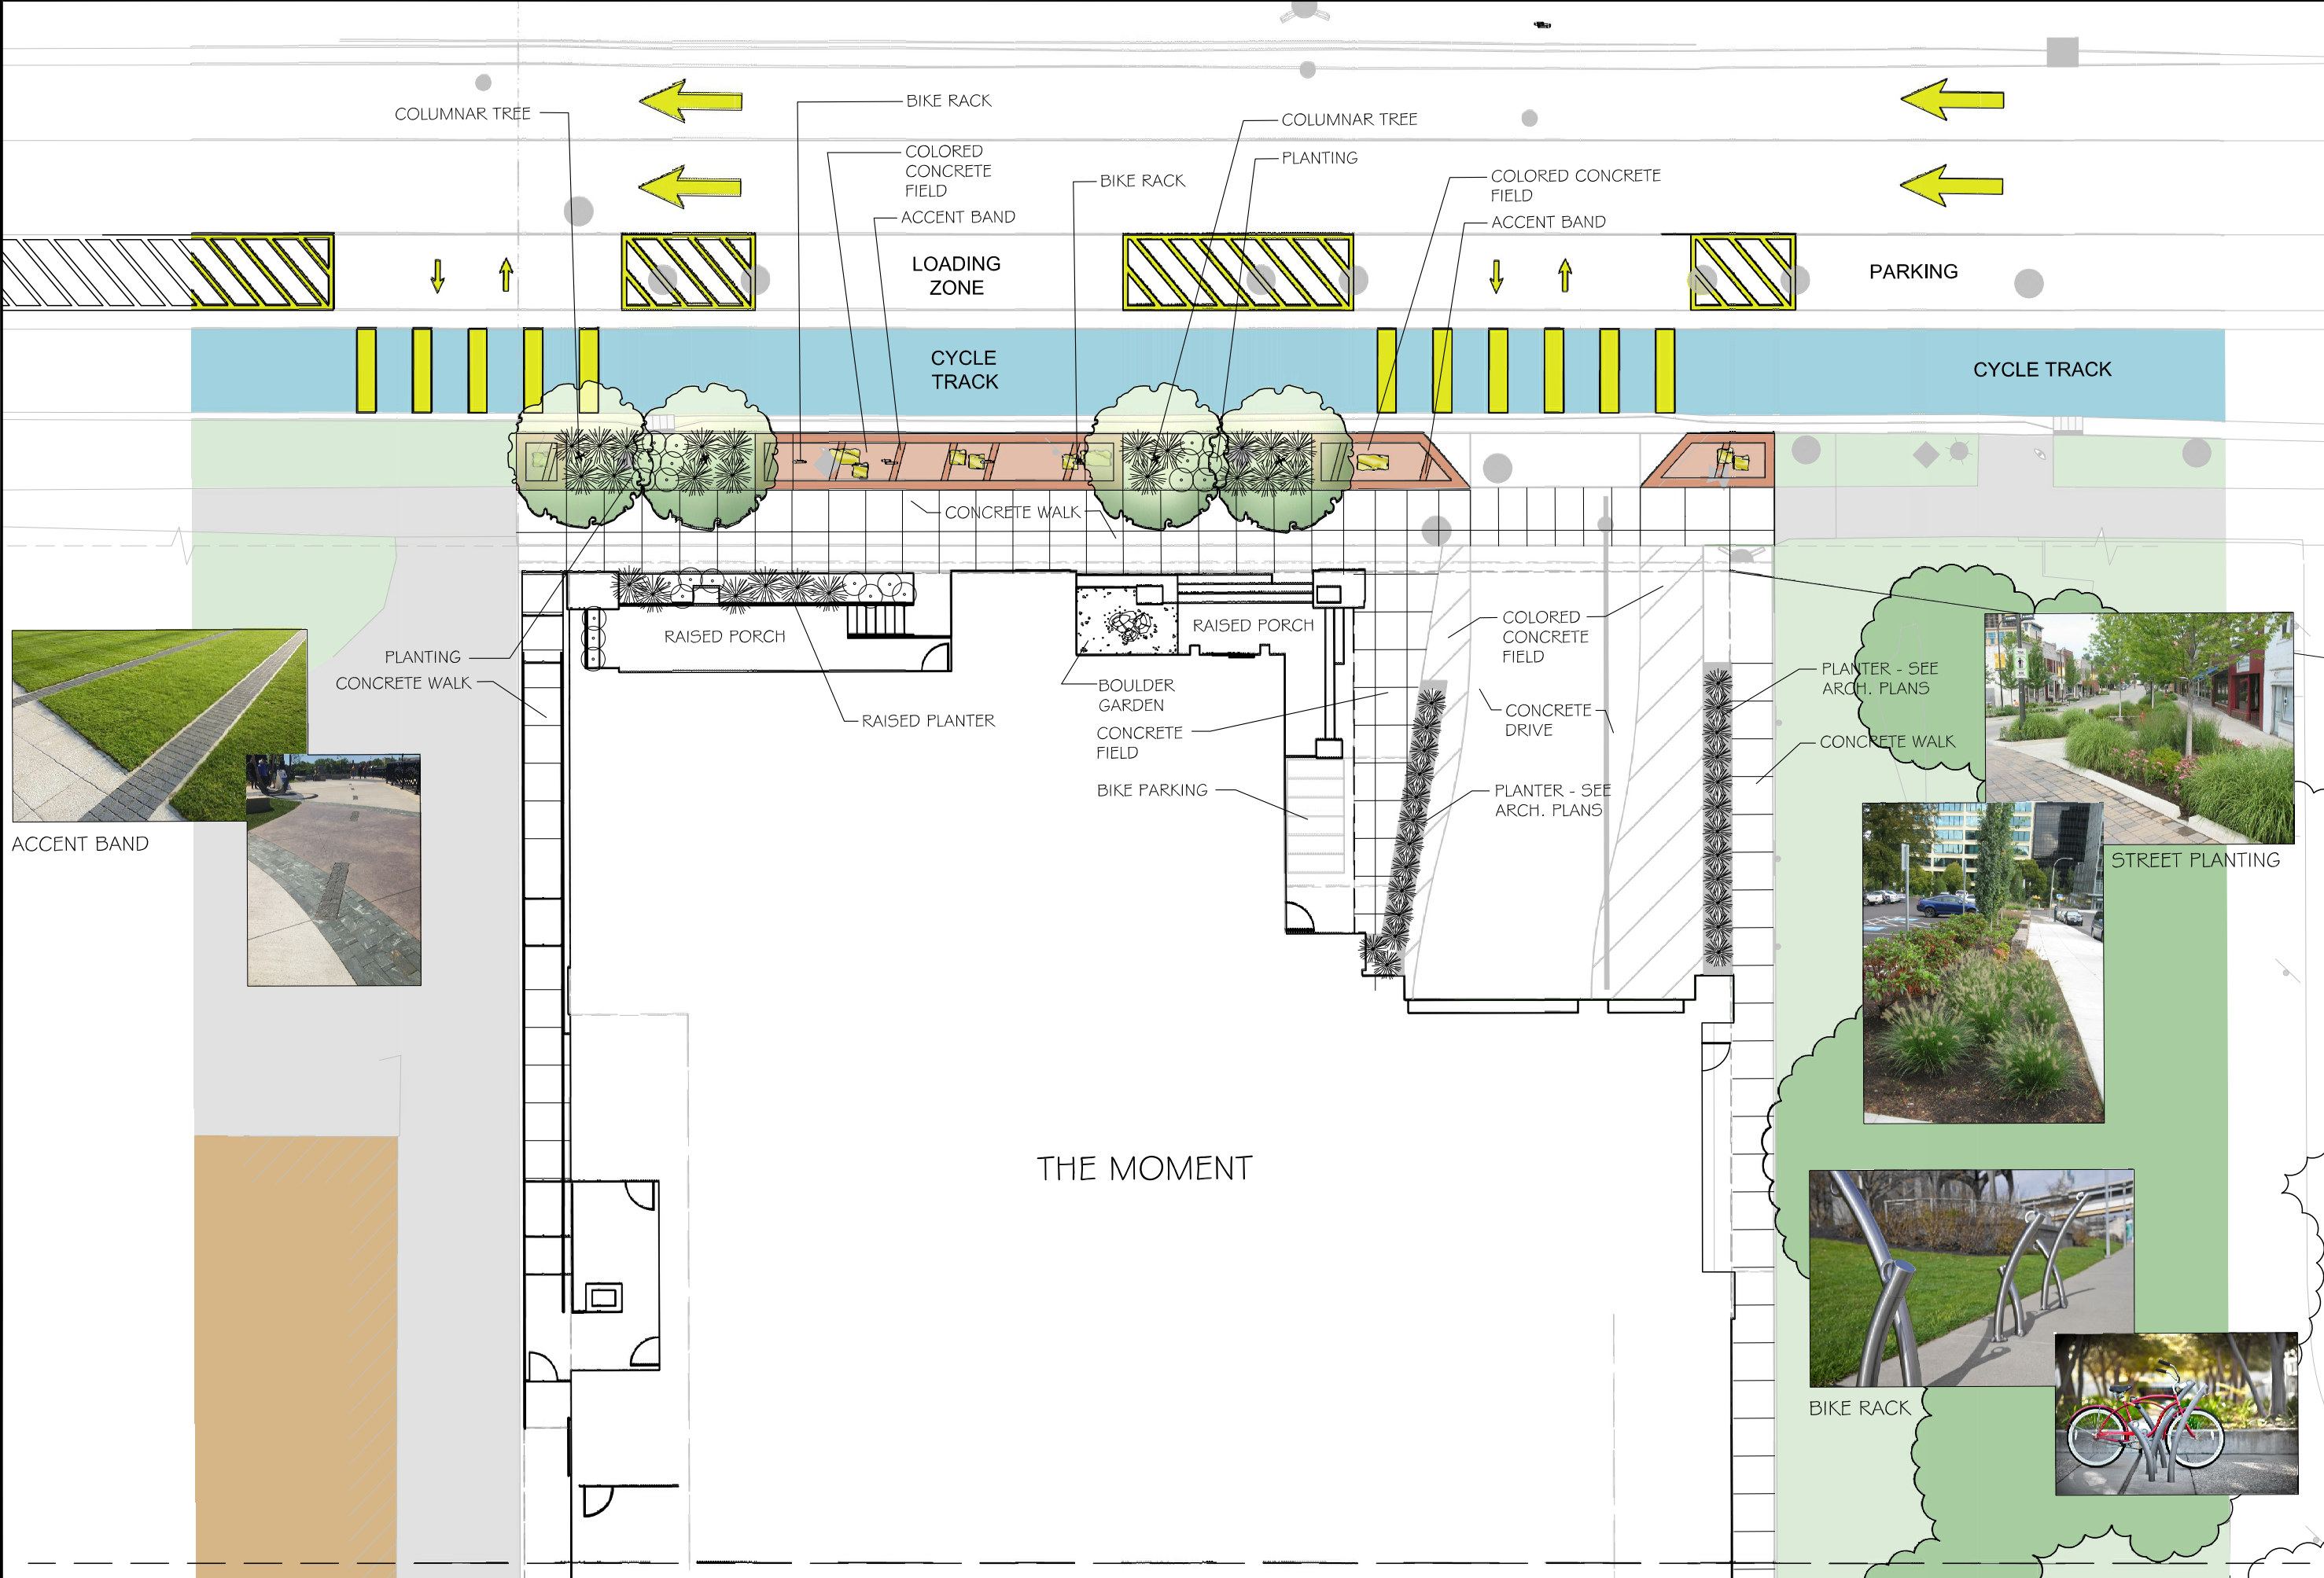 COLUMNAR TREE
BIKE RACK
COLUMNAR TREE
COLORED
CONCRETE
FIELD
PLANTING
BIKE RACK
COLORED CONCRETE
FIELD
ACCENT BAND
ACCENT BAND
LOADING
ZONE
PARKING
CYCLE
TRACK
CYCLE TRACK
CONCRETE WALK
RAISED PORCH
RAISED PORCH
COLORED
CONCRETE
FIELD
PLANTING
CONCRETE WALK
PLANTER - SEE
ARCH. PLANS
BOULDER
GARDEN
RAISED PLANTER
CONCRETE
DRIVE
CONCRETE
FIELD
CONCRETE WALK
BIKE PARKING
PLANTER - SEE
ARCH. PLANS
ACCENT BAND
STREET PLANTING
THE MOMENT
BIKE RACK